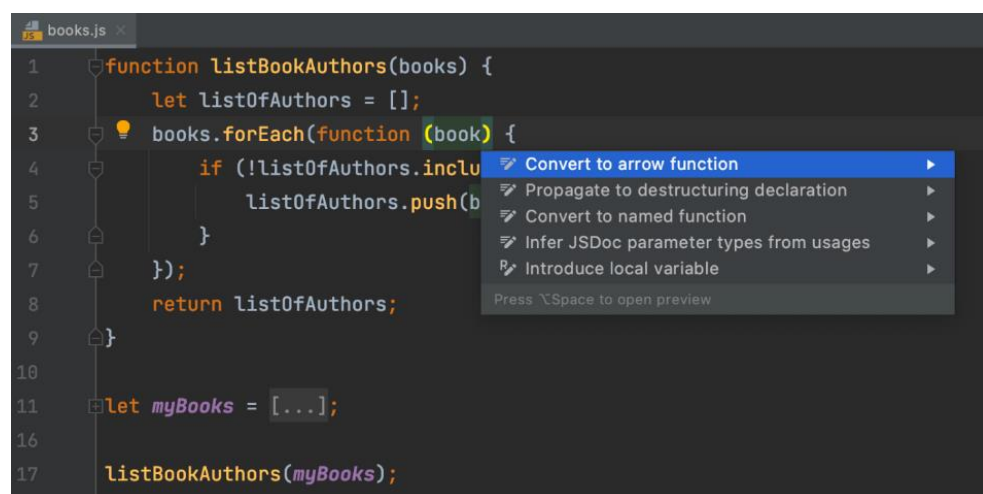 books.js
1 function listBookAuthors(books) {
2 let listOfAuthors = [];
3 books.forEach(function (book) {
4 if (!listOfAuthors.inclu
5 listOfAuthors.push(b
6 }
7 });
8 return listOfAuthors;
9 }
10
11 let myBooks = [...];
16
17 listBookAuthors(myBooks);
Convert to arrow function
Propagate to destructuring declaration
Convert to named function
Infer JSDoc parameter types from usages
Introduce local variable
Press ⌥Space to open preview